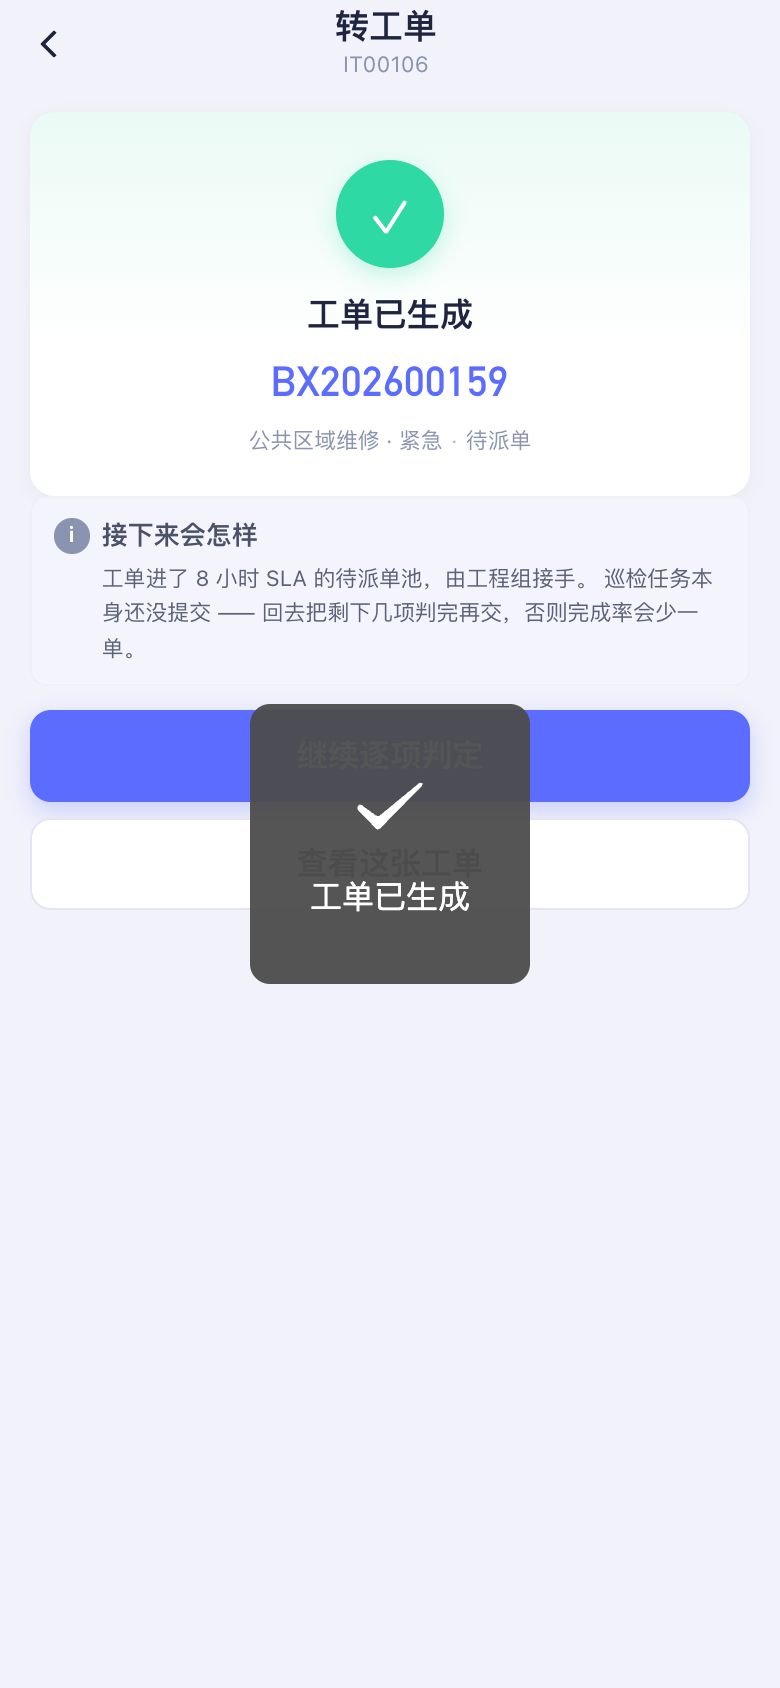 转工单
IT00106
工单已生成
BX202600159
公共区域维修 · 紧急 · 待派单
i
接下来会怎样
工单进了 8 小时 SLA 的待派单池，由工程组接手。 巡检任务本
身还没提交 —— 回去把剩下几项判完再交，否则完成率会少一
单。
继续逐项判定
查看这张工单
工单已生成